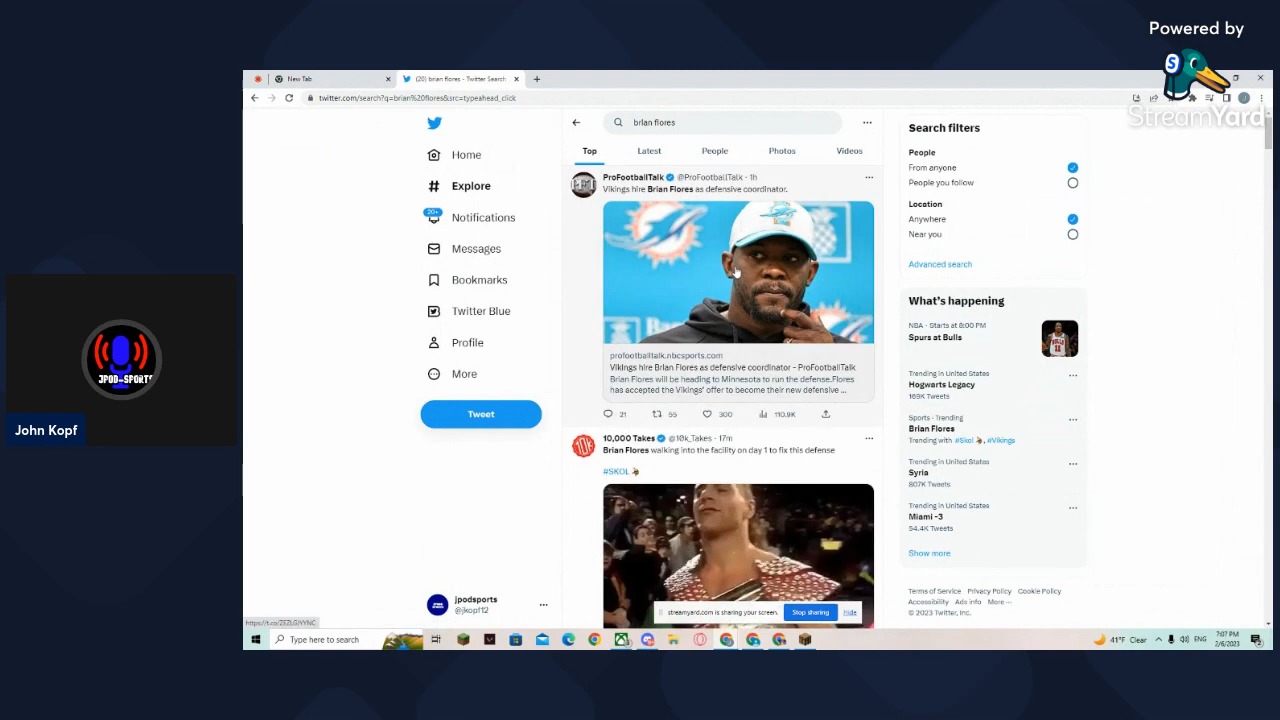 Powered by
StreamYard
New Tab
(20) brian flores - Twitter Search
twitter.com/search?q=brian%20flores&src=typeahead_click
brian flores
Top
Latest
People
Photos
Videos
Home
Explore
20+
Notifications
Messages
Bookmarks
Twitter Blue
Profile
More
Tweet
jpodsports
@jkopf12
ProFootballTalk @ProFootballTalk · 1h
Vikings hire Brian Flores as defensive coordinator.
profootballtalk.nbcsports.com
Vikings hire Brian Flores as defensive coordinator - ProFootballTalk
Brian Flores will be heading to Minnesota to run the defense.Flores
has accepted the Vikings' offer to become their new defensive ...
21
55
300
110.9K
10,000 Takes @10k_Takes · 17m
Brian Flores walking into the facility on day 1 to fix this defense
#SKOL
Search filters
People
From anyone
People you follow
Location
Anywhere
Near you
Advanced search
What's happening
NBA · Starts at 8:00 PM
Spurs at Bulls
Trending in United States
Hogwarts Legacy
169K Tweets
Sports · Trending
Brian Flores
Trending with #Skol, #Vikings
Trending in United States
Syria
807K Tweets
Trending in United States
Miami -3
54.4K Tweets
Show more
Terms of Service Privacy Policy Cookie Policy
Accessibility Ads info More ···
© 2023 Twitter, Inc.
JPOD-SPORTS
John Kopf
streamyard.com is sharing your screen.
Stop sharing
Hide
Type here to search
41°F Clear
ENG
7:07 PM
2/6/2023